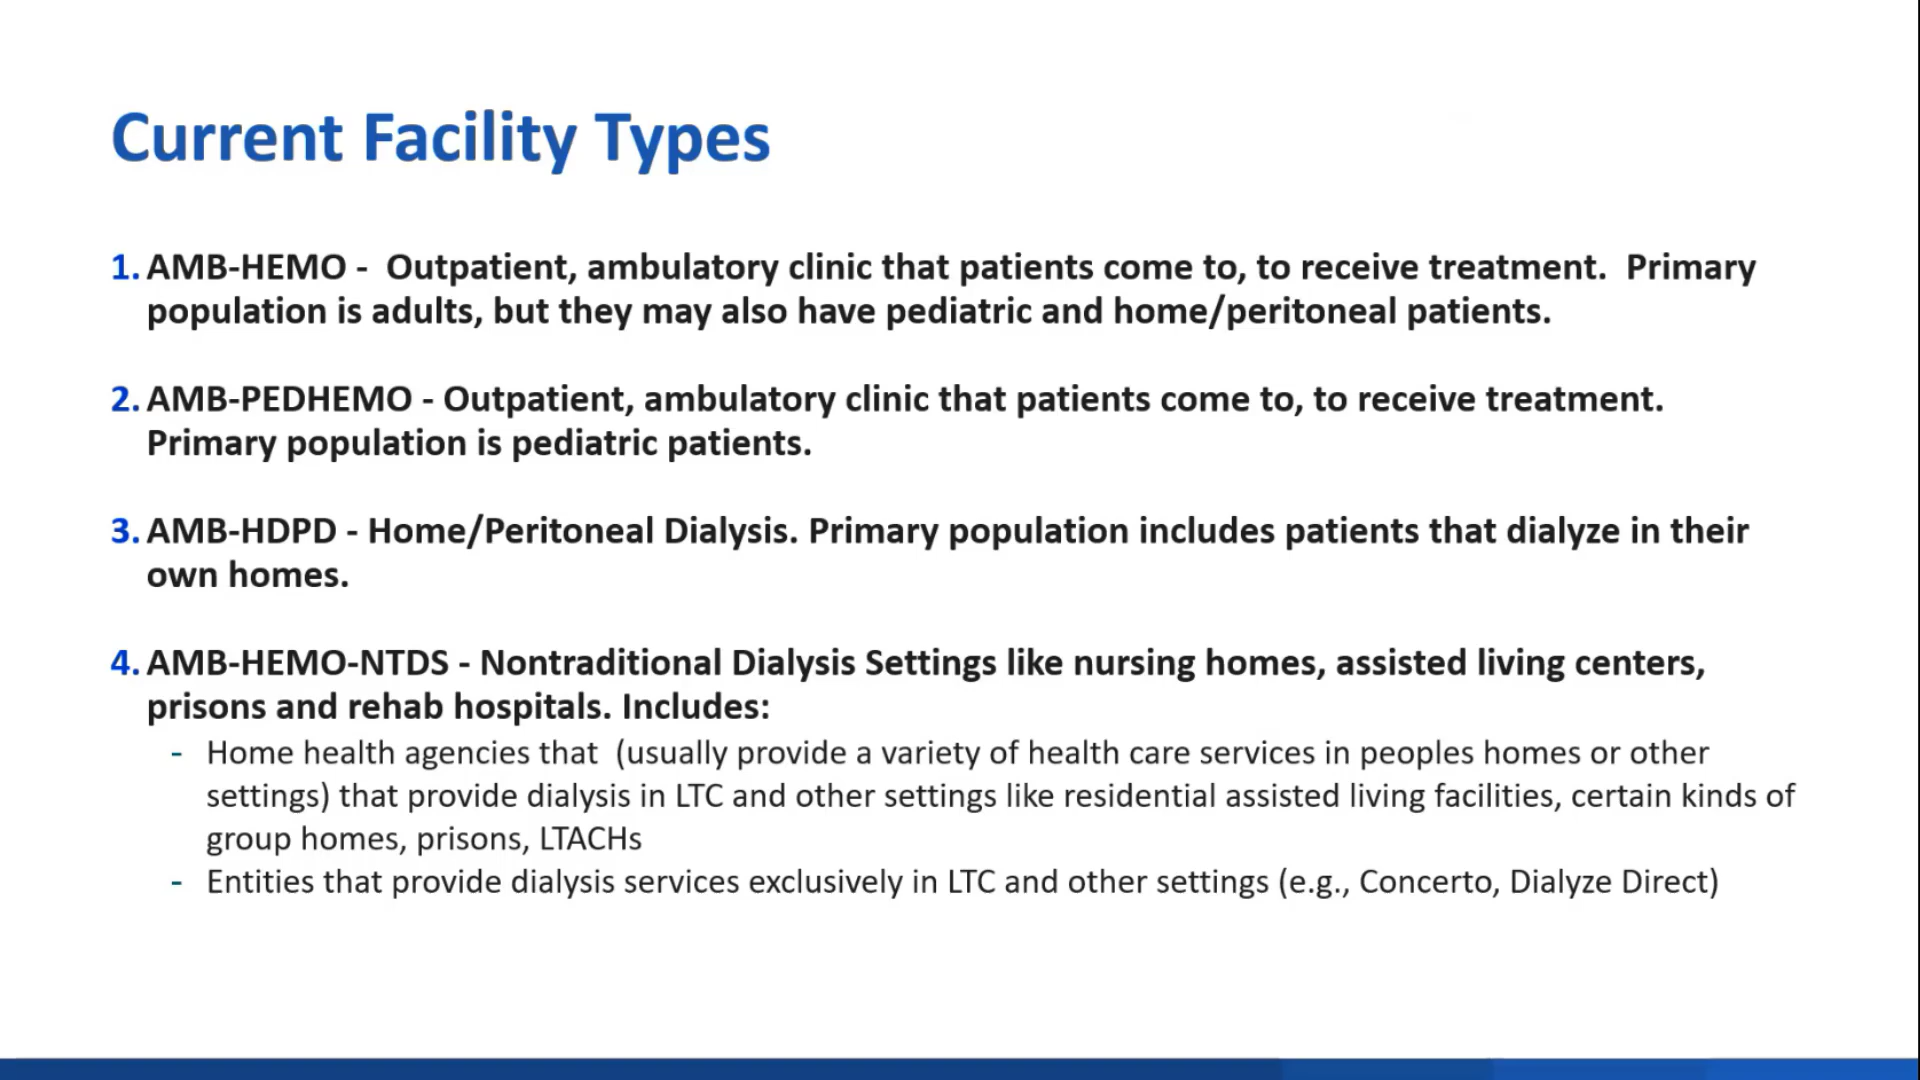 Current Facility Types
1. AMB-HEMO -  Outpatient, ambulatory clinic that patients come to, to receive treatment.  Primary
population is adults, but they may also have pediatric and home/peritoneal patients.
2. AMB-PEDHEMO - Outpatient, ambulatory clinic that patients come to, to receive treatment.
Primary population is pediatric patients.
3. AMB-HDPD - Home/Peritoneal Dialysis. Primary population includes patients that dialyze in their
own homes.
4. AMB-HEMO-NTDS - Nontraditional Dialysis Settings like nursing homes, assisted living centers,
prisons and rehab hospitals. Includes:
- Home health agencies that  (usually provide a variety of health care services in peoples homes or other
settings) that provide dialysis in LTC and other settings like residential assisted living facilities, certain kinds of
group homes, prisons, LTACHs
- Entities that provide dialysis services exclusively in LTC and other settings (e.g., Concerto, Dialyze Direct)